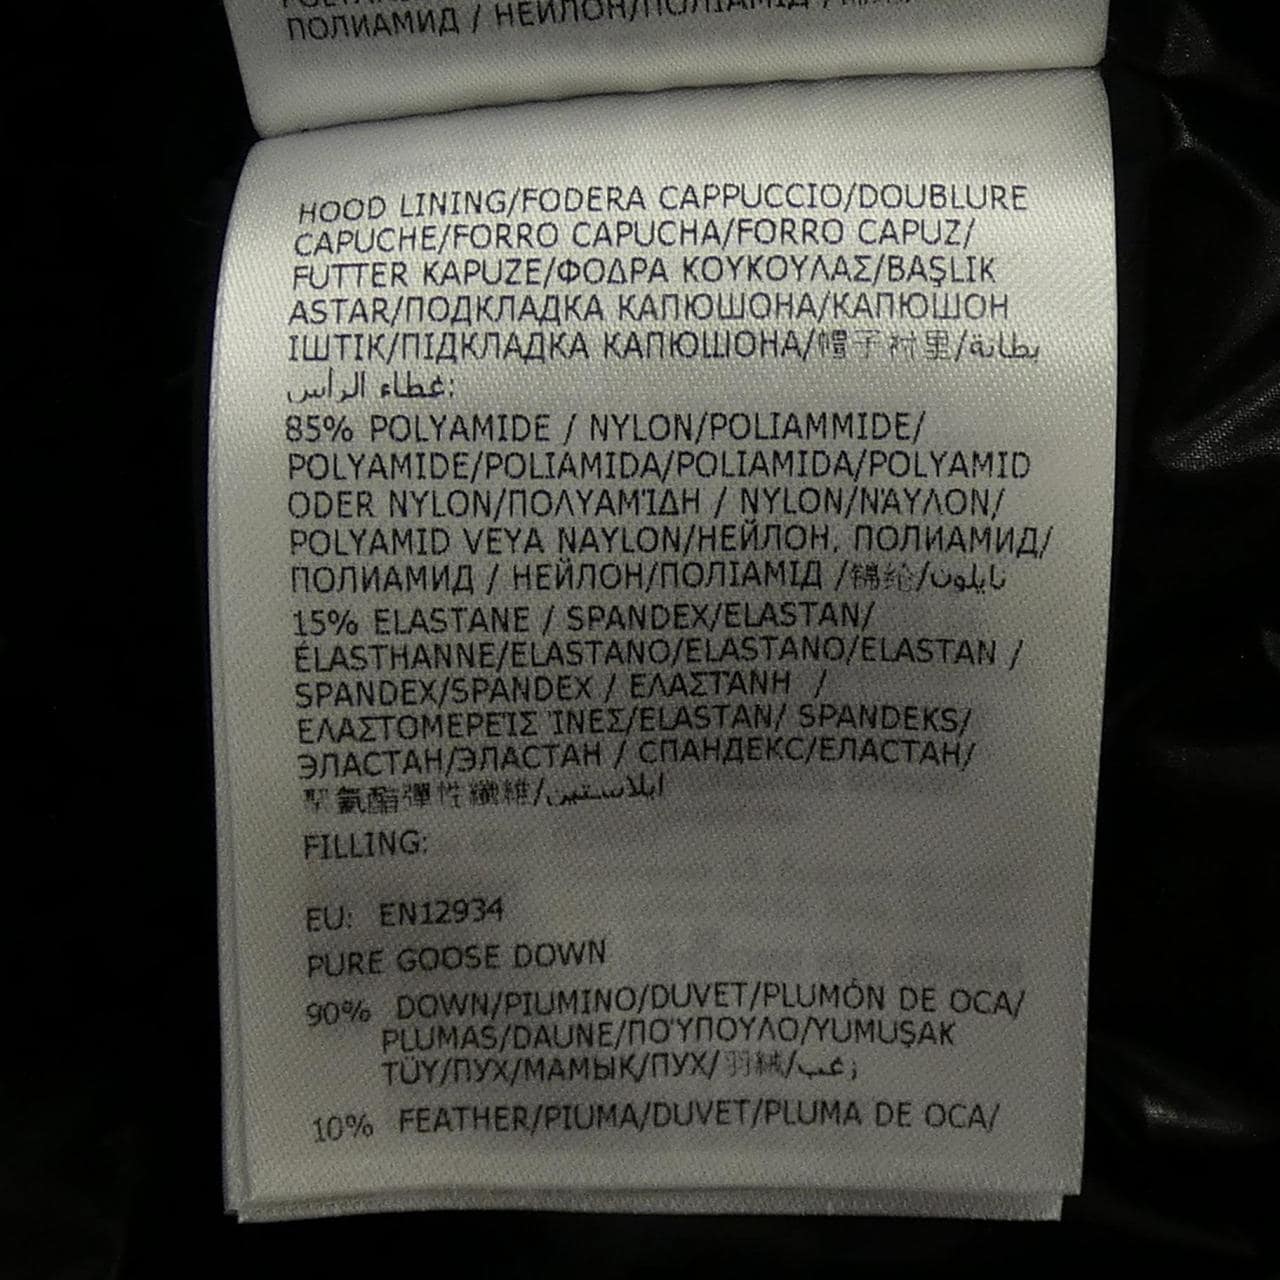 ПОЛИАМИД / НЕЙЛОН/ПОЛІАМІД /
HOOD LINING/FODERA CAPPUCCIO/DOUBLURE
CAPUCHE/FORRO CAPUCHA/FORRO CAPUZ/
FUTTER KAPUZE/ΦΟΔΡΑ ΚΟΥΚΟΥΛΑΣ/BAŞLIK
ASTAR/ПОДКЛАДКА КАПЮШОНА/КАПЮШОН
ІШТІК/ПІДКЛАДКА КАПЮШОНА/帽子衬里/بطانة
غطاء الرأس:
85% POLYAMIDE / NYLON/POLIAMMIDE/
POLYAMIDE/POLIAMIDA/POLIAMIDA/POLYAMID
ODER NYLON/ΠΟΛΥΑΜΊΔΗ / NYLON/ΝΆΥΛΟΝ/
POLYAMID VEYA NAYLON/НЕЙЛОН, ПОЛИАМИД/
ПОЛИАМИД / НЕЙЛОН/ПОЛІАМІД /锦纶/نايلون
15% ELASTANE / SPANDEX/ELASTAN/
ÉLASTHANNE/ELASTANO/ELASTANO/ELASTAN /
SPANDEX/SPANDEX / ΕΛΑΣΤΆΝΗ /
ΕΛΑΣΤΟΜΕΡΕΊΣ ΊΝΕΣ/ELASTAN/ SPANDEKS/
ЭЛАСТАН/ЭЛАСТАН / СПАНДЕКС/ЕЛАСТАН/
聚氨酯彈性纖維/ايلاستين
FILLING:
EU: EN12934
PURE GOOSE DOWN
90% DOWN/PIUMINO/DUVET/PLUMÓN DE OCA/
PLUMAS/DAUNE/ΠΟΎΠΟΥΛΟ/YUMUŞAK
TÜY/ПУХ/МАМЫК/ПУХ/羽絨/زغب
10% FEATHER/PIUMA/DUVET/PLUMA DE OCA/